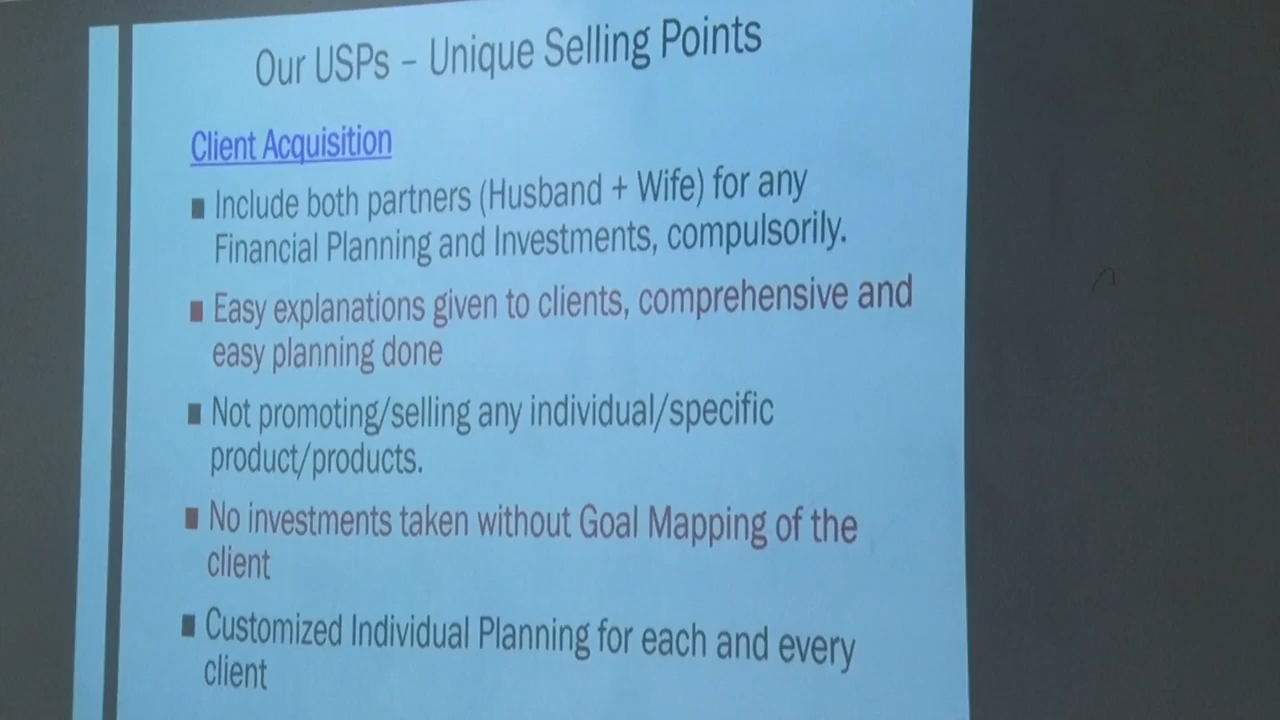 Our USPs – Unique Selling Points
Client Acquisition
■ Include both partners (Husband + Wife) for any
Financial Planning and Investments, compulsorily.
■ Easy explanations given to clients, comprehensive and
easy planning done
■ Not promoting/selling any individual/specific
product/products.
■ No investments taken without Goal Mapping of the
client
■ Customized Individual Planning for each and every
client